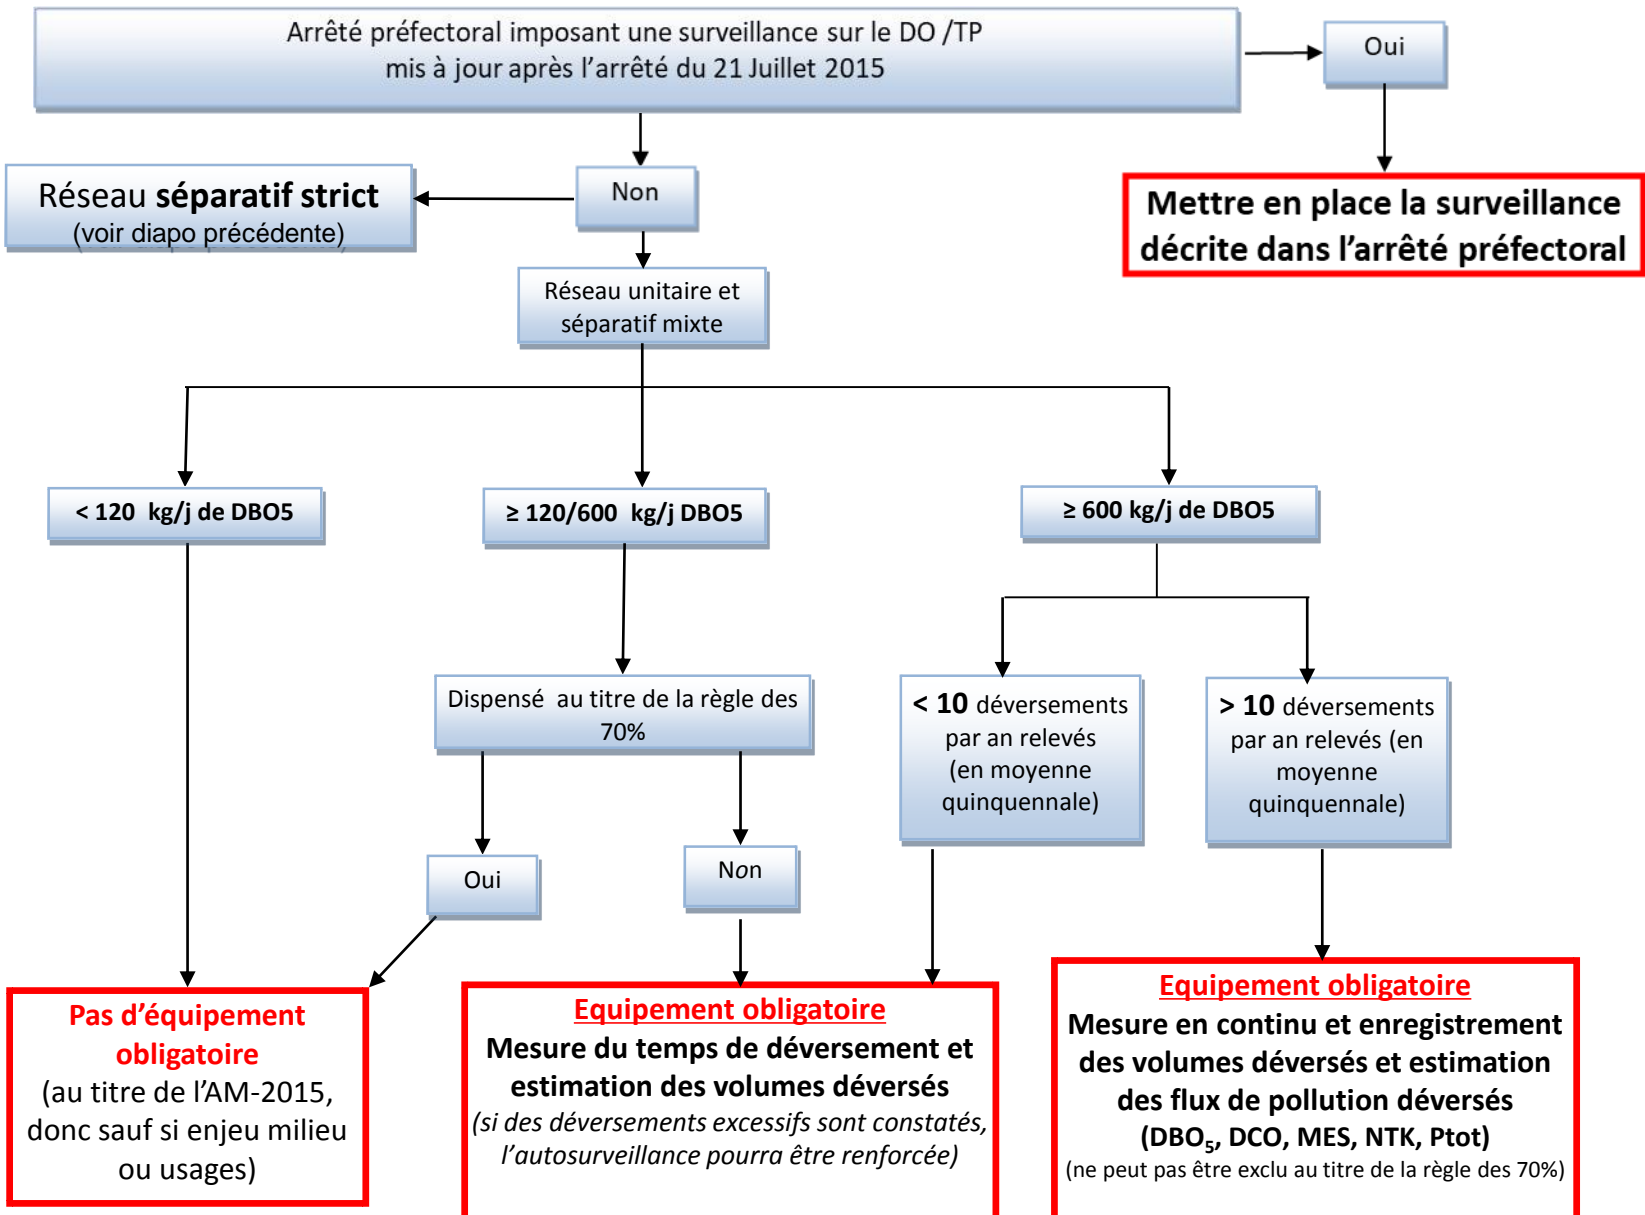 Arrêté préfectoral imposant une surveillance sur le DO /TP
mis à jour après l'arrêté du 21 Juillet 2015
Oui
Non
Réseau séparatif strict
(voir diapo précédente)
Mettre en place la surveillance
décrite dans l'arrêté préfectoral
Réseau unitaire et
séparatif mixte
< 120 kg/j de DBO5
≥ 120/600 kg/j DBO5
≥ 600 kg/j de DBO5
Dispensé au titre de la règle des
70%
< 10 déversements
par an relevés
(en moyenne
quinquennale)
> 10 déversements
par an relevés (en
moyenne
quinquennale)
Oui
Non
Pas d'équipement
obligatoire
(au titre de l'AM-2015,
donc sauf si enjeu milieu
ou usages)
Equipement obligatoire
Mesure du temps de déversement et
estimation des volumes déversés
(si des déversements excessifs sont constatés,
l'autosurveillance pourra être renforcée)
Equipement obligatoire
Mesure en continu et enregistrement
des volumes déversés et estimation
des flux de pollution déversés
(DBO₅, DCO, MES, NTK, Ptot)
(ne peut pas être exclu au titre de la règle des 70%)